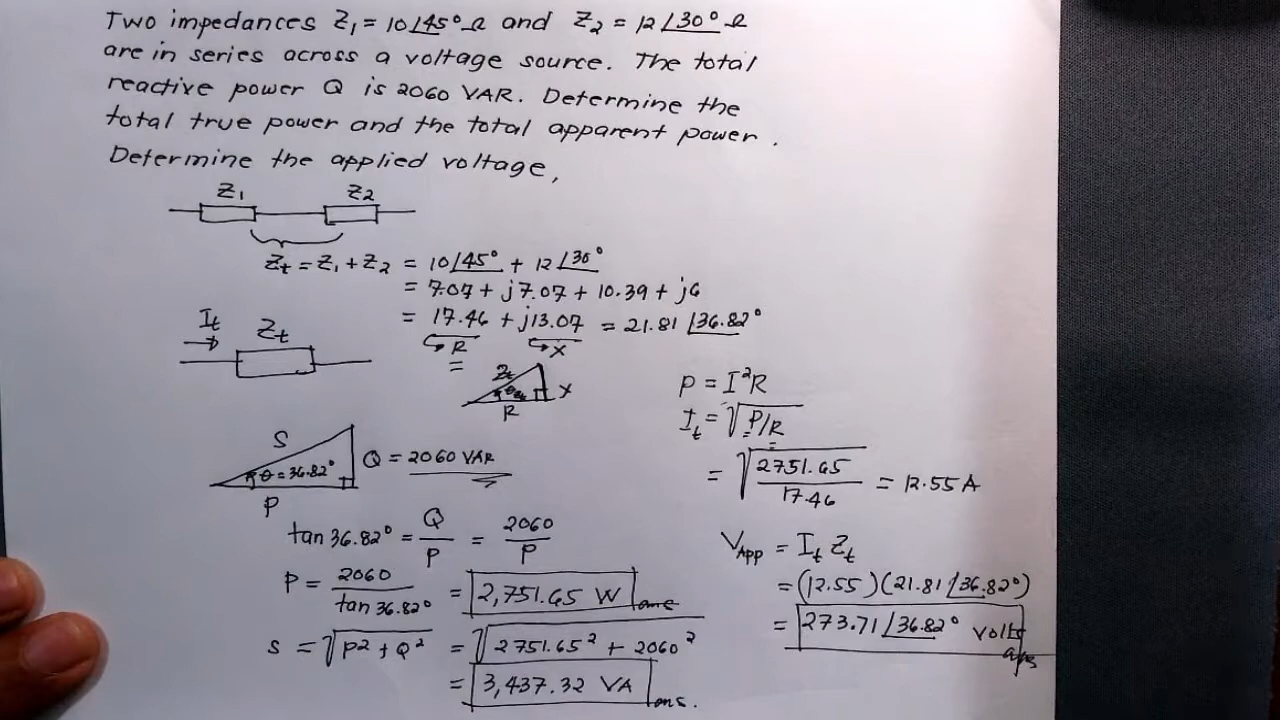 Two impedances Z1 = 10∠45° Ω and Z2 = 12∠30° Ω
are in series across a voltage source. The total
reactive power Q is 2060 VAR. Determine the
total true power and the total apparent power.
Determine the applied voltage,
Z1 Z2
Zt = Z1 + Z2 = 10∠45° + 12∠30°
= 7.07 + j7.07 + 10.39 + j6
= 17.46 + j13.07 = 21.81 ∠36.82°
R X
It Zt
=
Zt θ X
R
S
θ = 36.82°
P
Q = 2060 VAR
tan 36.82° = Q/P = 2060/P
P = 2060/tan 36.82° = 2,751.65 W ans
S = √P² + Q² = √2751.65² + 2060²
= 3,437.32 VA ans.
P = I²R
It = √P/R
= √2751.65/17.46 = 12.55 A
VApp = It Zt
= (12.55)(21.81∠36.82°)
= 273.71∠36.82° volts
ans